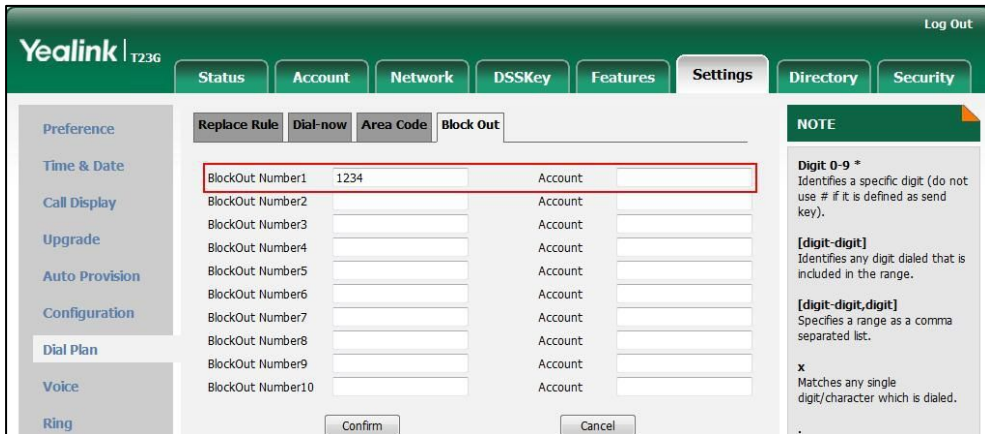 Log Out
Yealink T23G
Status Account Network DSSKey Features Settings Directory Security
Preference
Time & Date
Call Display
Upgrade
Auto Provision
Configuration
Dial Plan
Voice
Ring
Replace Rule Dial-now Area Code Block Out
BlockOut Number1 1234 Account
BlockOut Number2 Account
BlockOut Number3 Account
BlockOut Number4 Account
BlockOut Number5 Account
BlockOut Number6 Account
BlockOut Number7 Account
BlockOut Number8 Account
BlockOut Number9 Account
BlockOut Number10 Account
Confirm Cancel
NOTE
Digit 0-9 *
Identifies a specific digit (do not
use # if it is defined as send
key).
[digit-digit]
Identifies any digit dialed that is
included in the range.
[digit-digit,digit]
Specifies a range as a comma
separated list.
x
Matches any single
digit/character which is dialed.
.